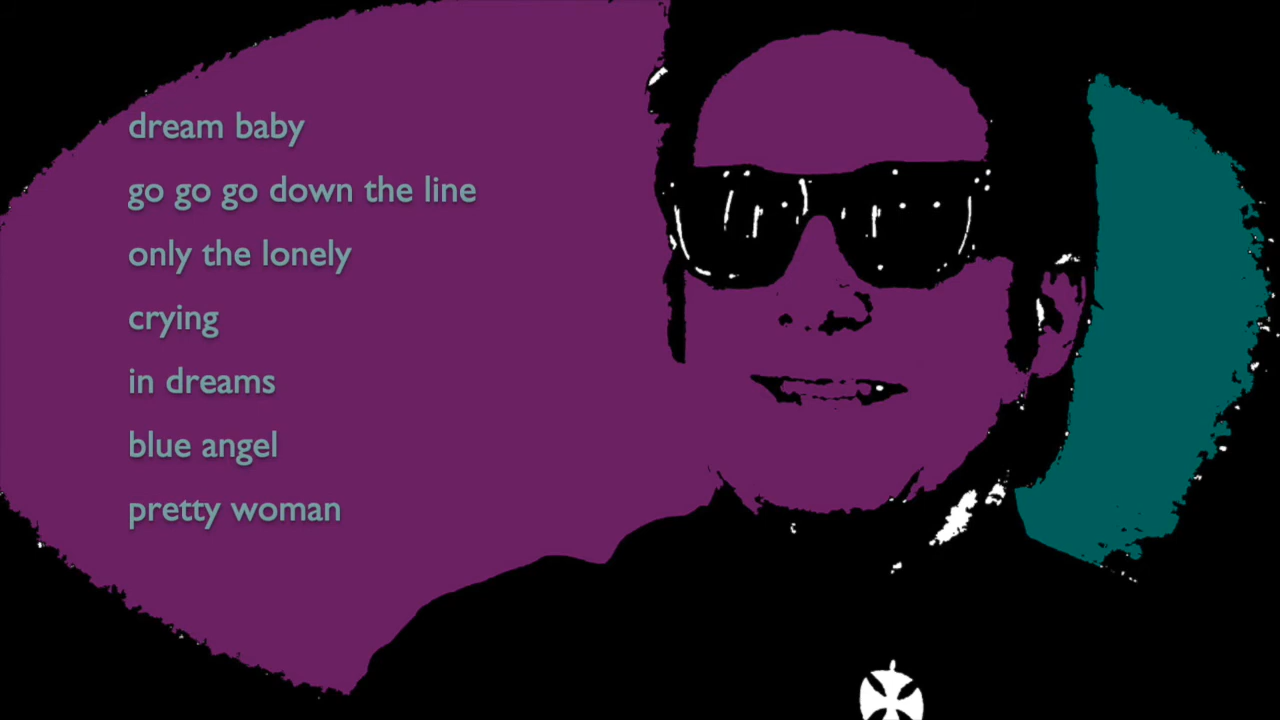 dream baby
go go go down the line
only the lonely
crying
in dreams
blue angel
pretty woman